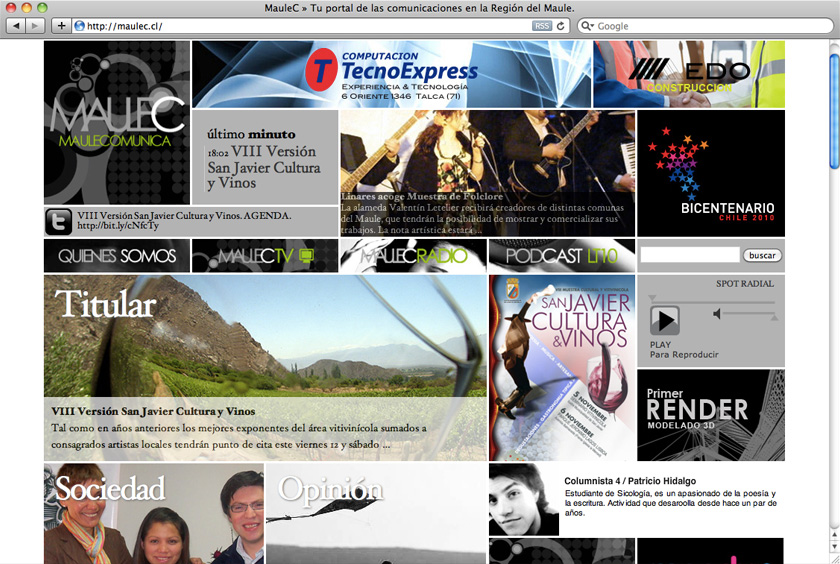 MauleC » Tu portal de las comunicaciones en la Región del Maule.
http://maulec.cl/
RSS
Google
MAULEC
MAULECOMUNICA
COMPUTACION
TecnoExpress
EXPERIENCIA & TECNOLOGÍA
6 ORIENTE 1346 TALCA (71)
EDO
CONSTRUCCION
último minuto
18:02 VIII Versión
San Javier Cultura
y Vinos
Linares acoge Muestra de Folclore
La alameda Valentín Letelier recibirá creadores de distintas comunas
del Maule, que tendrán la posibilidad de mostrar y comercializar sus
trabajos. La nota artística estará ...
BICENTENARIO
CHILE 2010
VIII Versión San Javier Cultura y Vinos. AGENDA.
http://bit.ly/cNfcTy
QUIENES SOMOS
MAULECTV
MAULECRADIO
PODCAST
buscar
Titular
VIII Versión San Javier Cultura y Vinos
Tal como en años anteriores los mejores exponentes del área vitivinícola sumados a
consagrados artistas locales tendrán punto de cita este viernes 12 y sábado ...
SAN JAVIER
CULTURA
& VINOS
5 NOVIEMBRE
6 NOVIEMBRE
SPOT RADIAL
PLAY
Para Reproducir
Primer
RENDER
MODELADO 3D
Sociedad
Opinión
Columnista 4 / Patricio Hidalgo
Estudiante de Sicología, es un apasionado de la poesía y
la escritura. Actividad que desaroolla desde hace un par de
años.